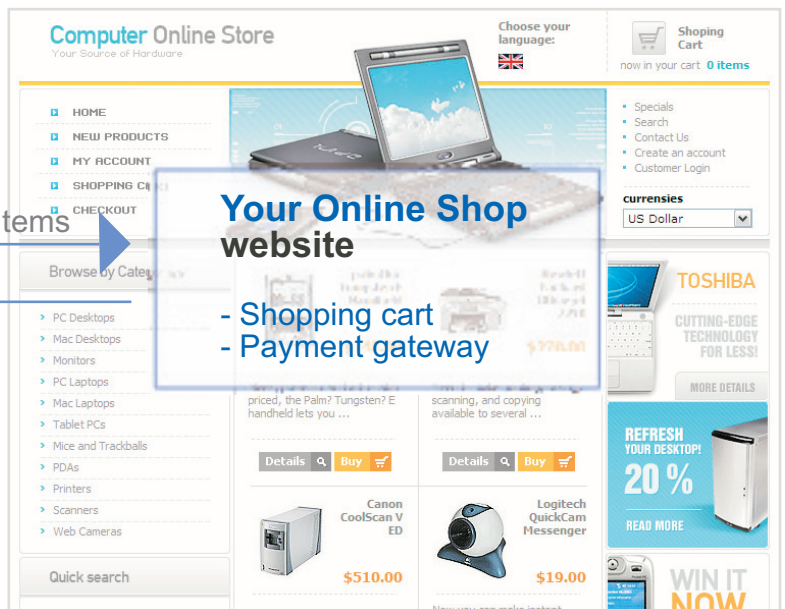 Computer Online Store
Your Source of Hardware
Choose your
language:
Shoping
Cart
now in your cart 0 items
HOME
NEW PRODUCTS
MY ACCOUNT
SHOPPING
CHECKOUT
Specials
Search
Contact Us
Create an account
Customer Login
currensies
US Dollar
tems
Your Online Shop
website
- Shopping cart
- Payment gateway
Browse by
PC Desktops
Mac Desktops
Monitors
PC Laptops
Mac Laptops
Tablet PCs
Mice and Trackballs
PDAs
Printers
Scanners
Web Cameras
Quick search
$270.00
priced, the Palm? Tungsten? E
handheld lets you ...
scanning, and copying
available to several ...
Details Buy
Details Buy
Canon
CoolScan V
ED
$510.00
Logitech
QuickCam
Messenger
$19.00
TOSHIBA
CUTTING-EDGE
TECHNOLOGY
FOR LESS!
MORE DETAILS
REFRESH
YOUR DESKTOP!
20 %
READ MORE
WIN IT
NOW